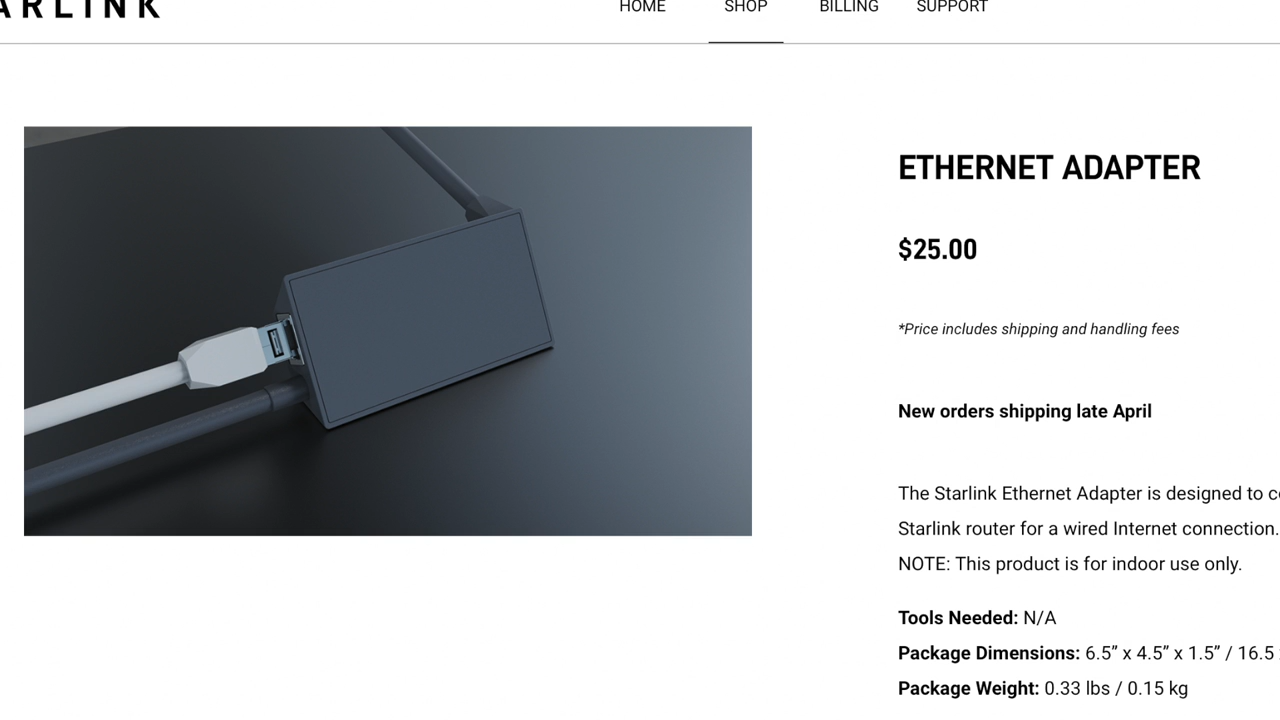 ARLINK
HOME SHOP BILLING SUPPORT
ETHERNET ADAPTER
$25.00
*Price includes shipping and handling fees
New orders shipping late April
The Starlink Ethernet Adapter is designed to c
Starlink router for a wired Internet connection.
NOTE: This product is for indoor use only.
Tools Needed: N/A
Package Dimensions: 6.5” x 4.5” x 1.5” / 16.5
Package Weight: 0.33 lbs / 0.15 kg